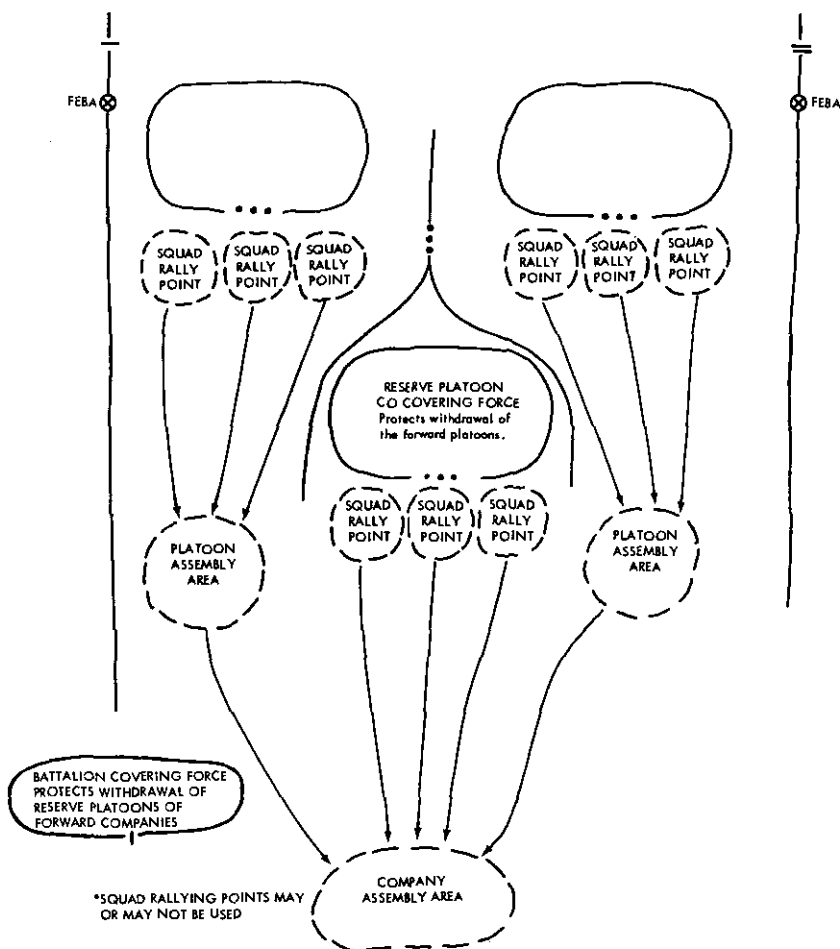 FEBA
FEBA
SQUAD
RALLY
POINT
SQUAD
RALLY
POINT
SQUAD
RALLY
POINT
SQUAD
RALLY
POINT
SQUAD
RALLY
POINT
SQUAD
RALLY
POINT
RESERVE PLATOON
CO COVERING FORCE
Protects withdrawal of
the forward platoons.
SQUAD
RALLY
POINT
SQUAD
RALLY
POINT
SQUAD
RALLY
POINT
PLATOON
ASSEMBLY
AREA
PLATOON
ASSEMBLY
AREA
BATTALION COVERING FORCE
PROTECTS WITHDRAWAL OF
RESERVE PLATOONS OF
FORWARD COMPANIES
COMPANY
ASSEMBLY AREA
*SQUAD RALLYING POINTS MAY
OR MAY NOT BE USED